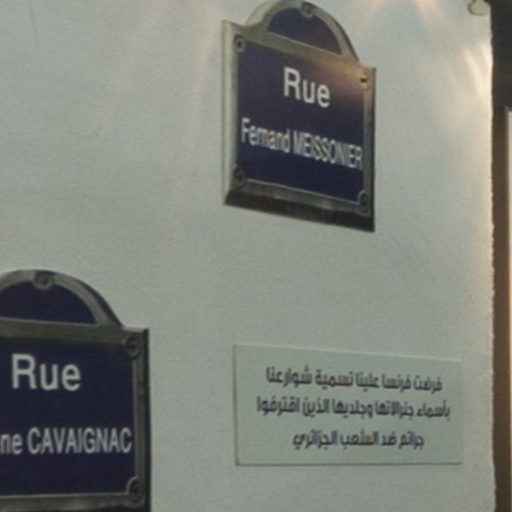 Rue
Fernand MEISSONIER
Rue
ne CAVAIGNAC
فرضت فرنسا علينا تسمية شوارعنا
بأسماء جنرالاتها وجلديها الذين اقترفوا
جرائم ضد الشعب الجزائري